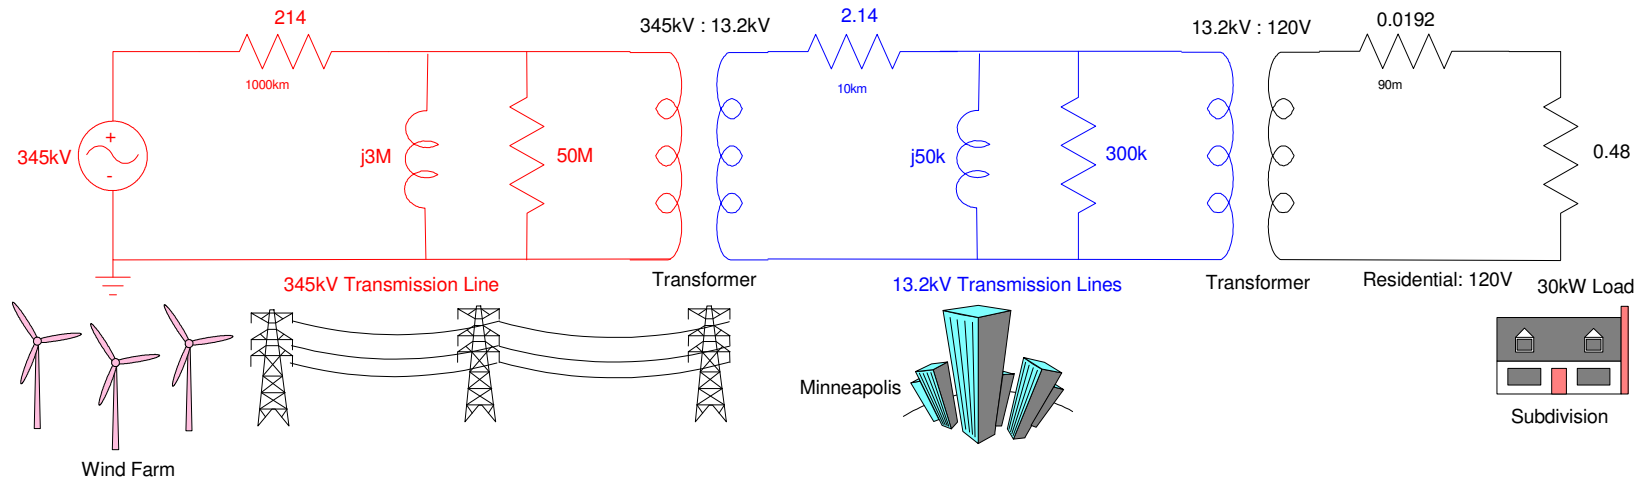 214
345kV : 13.2kV
2.14
13.2kV : 120V
0.0192
1000km
10km
90m
+
-
345kV
j3M
50M
j50k
300k
0.48
345kV Transmission Line
Transformer
13.2kV Transmission Lines
Transformer
Residential: 120V
30kW Load
Minneapolis
Subdivision
Wind Farm